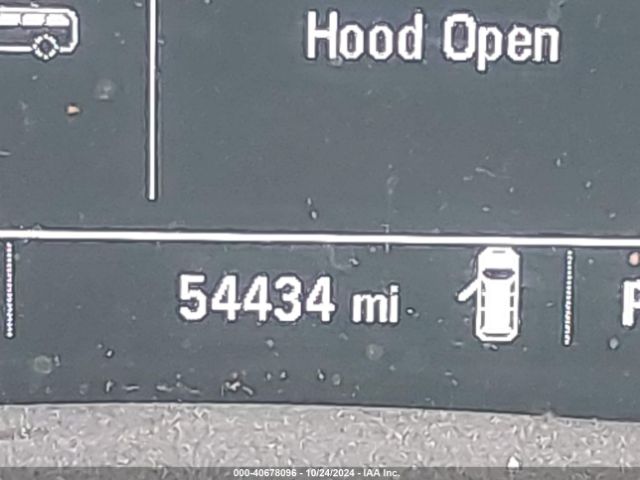 Hood Open
54434 mi
P
000-40678096 - 10/24/2024 - IAA Inc.